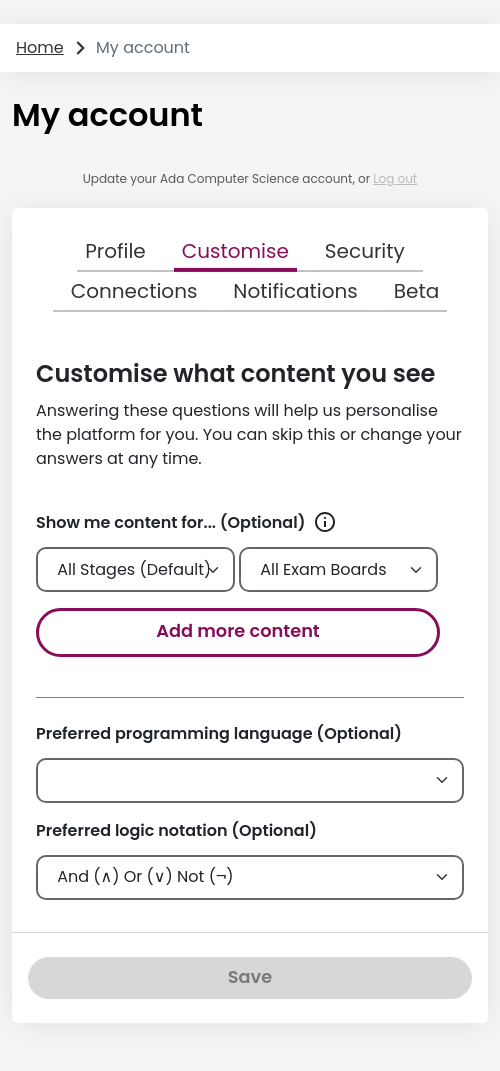 Home My account
My account
Update your Ada Computer Science account, or Log out
Profile Customise Security
Connections Notifications Beta
Customise what content you see
Answering these questions will help us personalise
the platform for you. You can skip this or change your
answers at any time.
Show me content for... (Optional)
All Stages (Default) All Exam Boards
Add more content
Preferred programming language (Optional)
Preferred logic notation (Optional)
And (∧) Or (∨) Not (¬)
Save